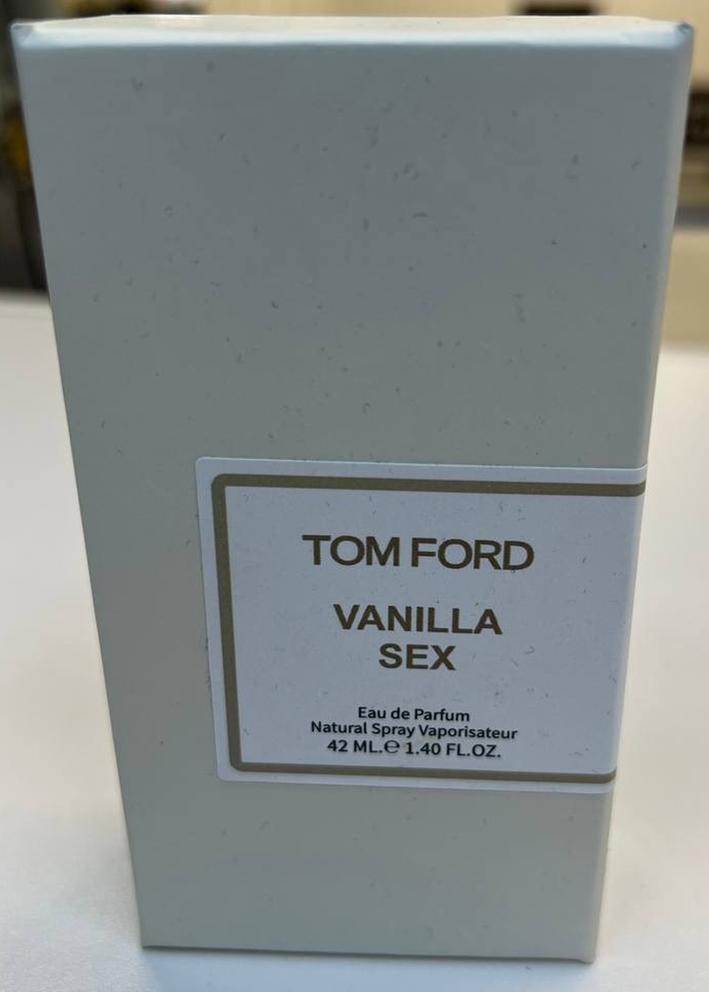 TOM FORD
VANILLA
SEX
Eau de Parfum
Natural Spray Vaporisateur
42 ML.℮ 1.40 FL.OZ.